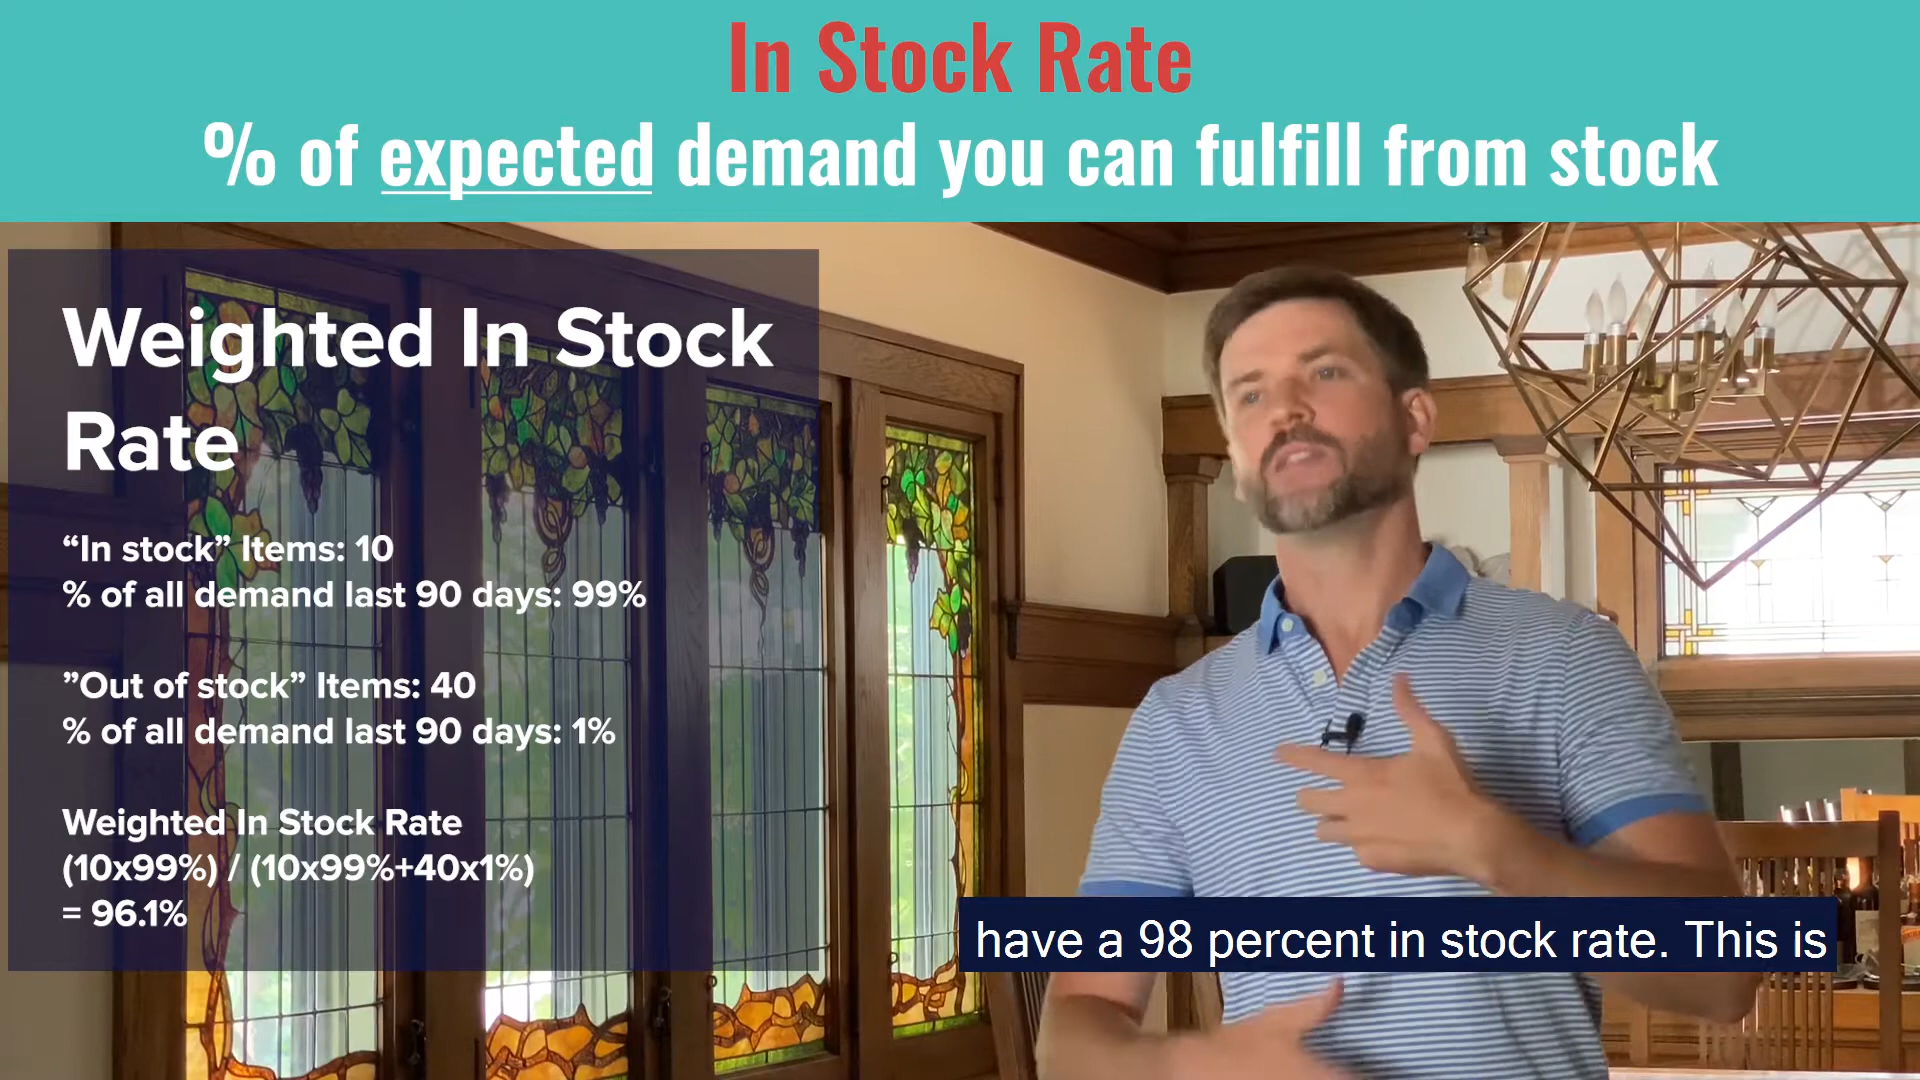 In Stock Rate
% of expected demand you can fulfill from stock
Weighted In Stock
Rate
“In stock” Items: 10
% of all demand last 90 days: 99%
”Out of stock” Items: 40
% of all demand last 90 days: 1%
Weighted In Stock Rate
(10x99%) / (10x99%+40x1%)
= 96.1%
have a 98 percent in stock rate. This is